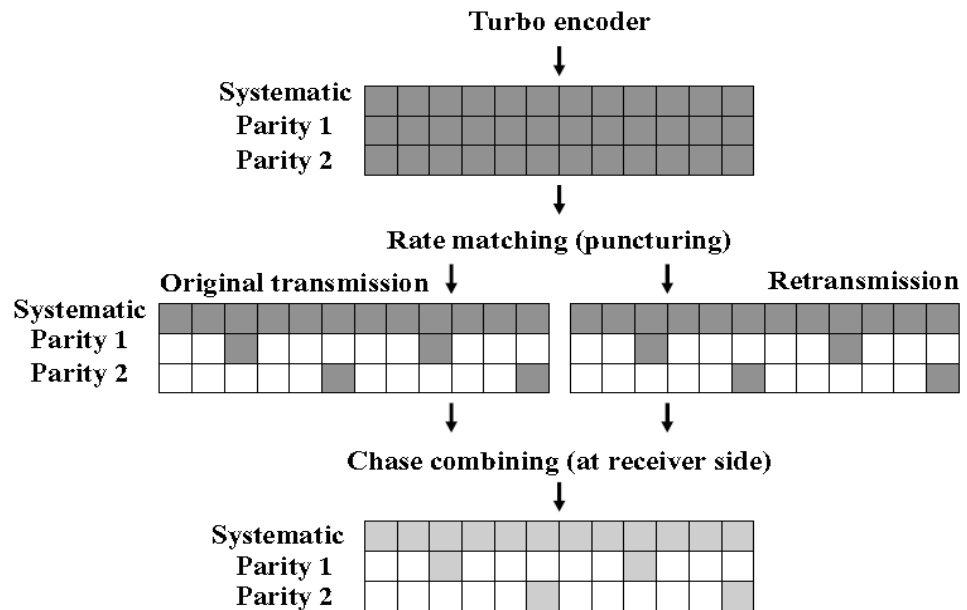 Turbo encoder
Systematic
Parity 1
Parity 2
Rate matching (puncturing)
Original transmission
Retransmission
Systematic
Parity 1
Parity 2
Chase combining (at receiver side)
Systematic
Parity 1
Parity 2